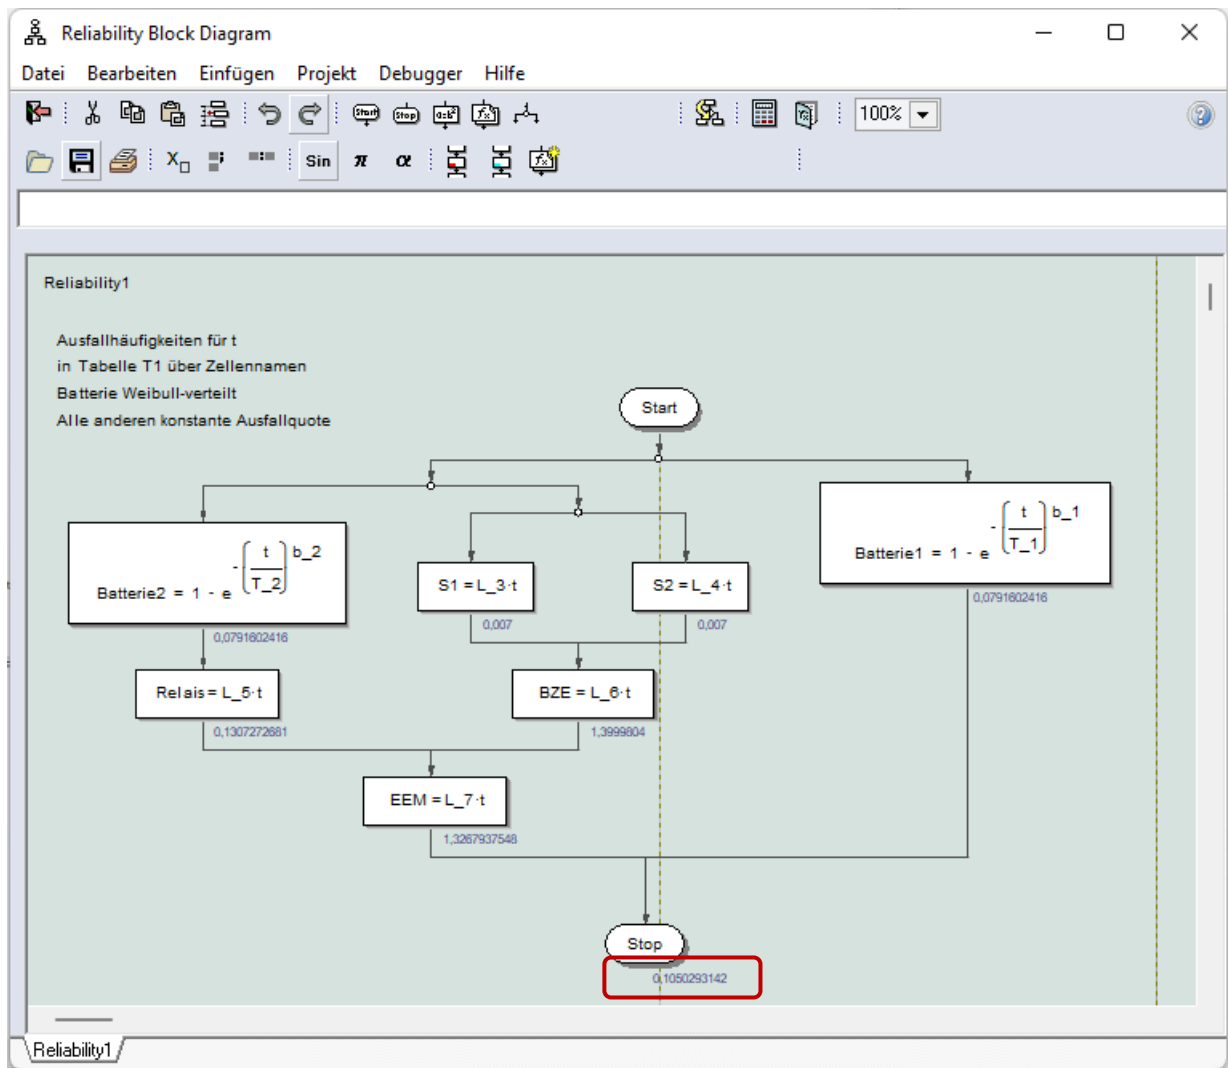 Reliability Block Diagram
Datei Bearbeiten Einfügen Projekt Debugger Hilfe
Start Stop a=b² f(x) 100%
X Sin π α f(x)
Reliability1
Ausfallhäufigkeiten für t
in Tabelle T1 über Zellennamen
Batterie Weibull-verteilt
Alle anderen konstante Ausfallquote
Start
Batterie2 = 1 - e -(t/T_2) b_2
0,0791602416
S1 = L_3·t
0,007
S2 = L_4·t
0,007
Batterie1 = 1 - e -(t/T_1) b_1
0,0791602416
Relais = L_5·t
0,1307272681
BZE = L_6·t
1,3999804
EEM = L_7·t
1,3267937548
Stop
0,1050293142
Reliability1